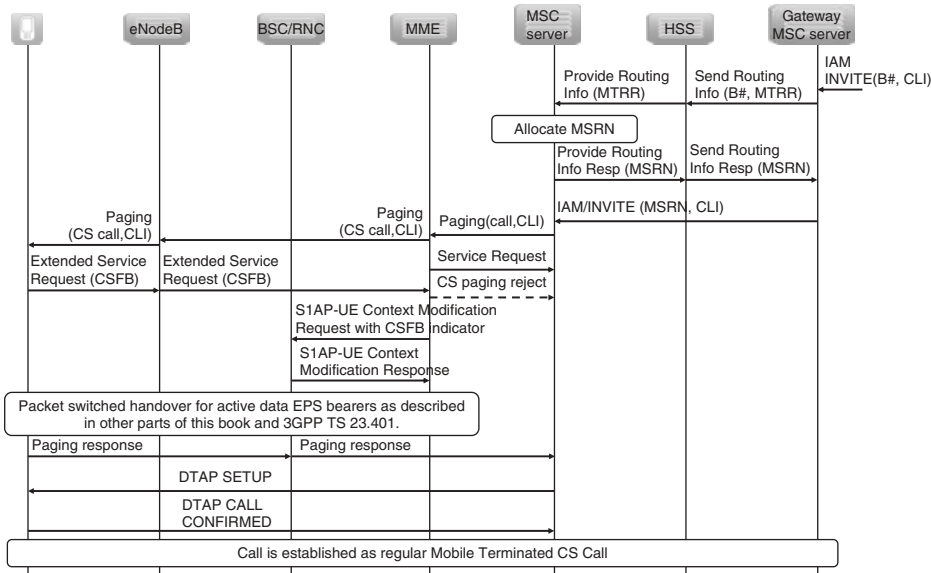 eNodeB
BSC/RNC
MME
MSC
server
HSS
Gateway
MSC server
IAM
INVITE(B#, CLI)
Provide Routing
Info (MTRR)
Send Routing
Info (B#, MTRR)
Allocate MSRN
Provide Routing
Info Resp (MSRN)
Send Routing
Info Resp (MSRN)
IAM/INVITE (MSRN, CLI)
Paging
(CS call,CLI)
Paging
(CS call,CLI)
Paging(call,CLI)
Extended Service
Request (CSFB)
Extended Service
Request (CSFB)
Service Request
CS paging reject
S1AP-UE Context Modification
Request with CSFB indicator
S1AP-UE Context
Modification Response
Packet switched handover for active data EPS bearers as described
in other parts of this book and 3GPP TS 23.401.
Paging response
Paging response
DTAP SETUP
DTAP CALL
CONFIRMED
Call is established as regular Mobile Terminated CS Call